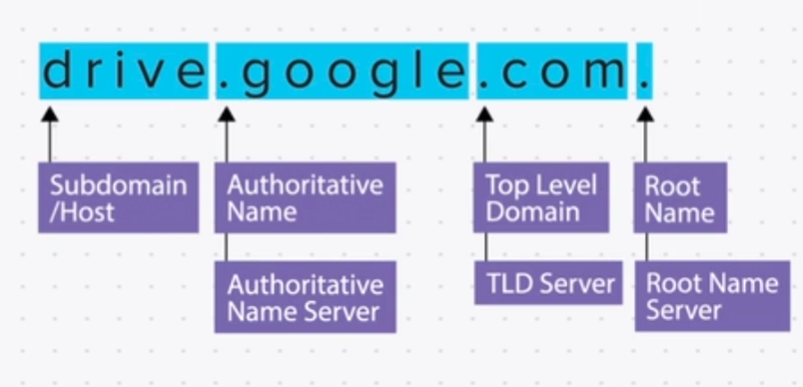 drive.google.com.
Subdomain
/Host
Authoritative
Name
Top Level
Domain
Root
Name
Authoritative
Name Server
TLD Server
Root Name
Server